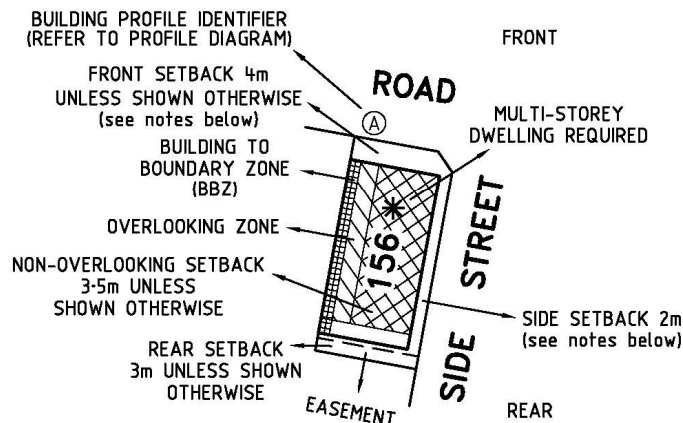 BUILDING PROFILE IDENTIFIER
(REFER TO PROFILE DIAGRAM)
FRONT
ROAD
FRONT SETBACK 4m
UNLESS SHOWN OTHERWISE
(see notes below)
A
MULTI-STOREY
DWELLING REQUIRED
BUILDING TO
BOUNDARY ZONE
(BBZ)
OVERLOOKING ZONE
*
156
NON-OVERLOOKING SETBACK
3·5m UNLESS
SHOWN OTHERWISE
SIDE STREET
SIDE SETBACK 2m
(see notes below)
REAR SETBACK
3m UNLESS SHOWN
OTHERWISE
EASEMENT
REAR